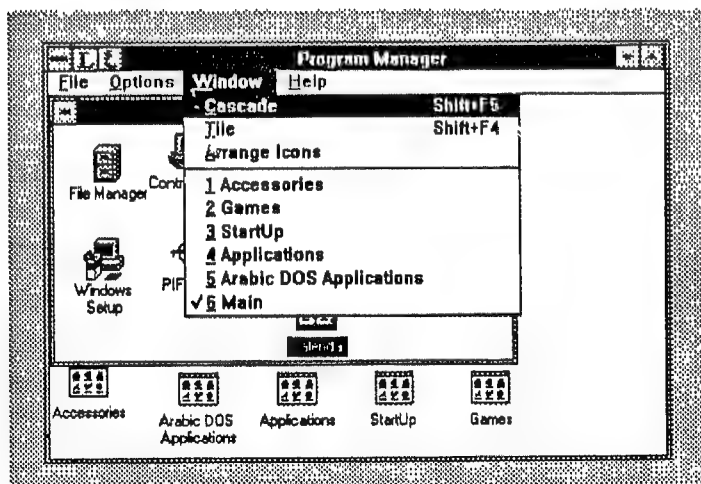 Program Manager
File Options Window Help
Cascade Shift+F5
Tile Shift+F4
Arrange Icons
1 Accessories
2 Games
3 StartUp
4 Applications
5 Arabic DOS Applications
✓6 Main
File Manager
Contr
Windows
Setup
PIF
Accessories
Arabic DOS
Applications
Applications
StartUp
Games